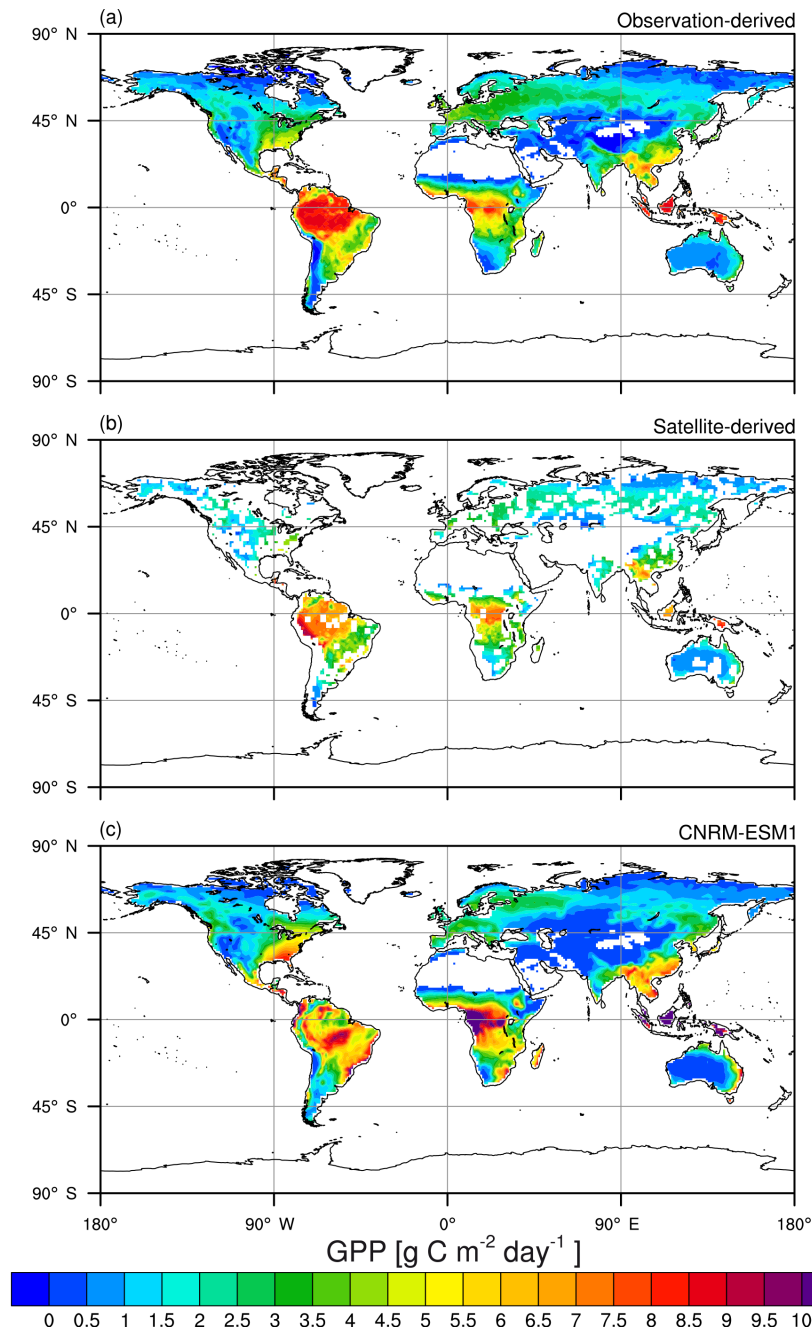 (a) Observation-derived
90° N
45° N
0°
45° S
90° S
(b) Satellite-derived
90° N
45° N
0°
45° S
90° S
(c) CNRM-ESM1
90° N
45° N
0°
45° S
90° S
180° 90° W 0° 90° E 180°
GPP [g C m⁻² day⁻¹ ]
0 0.5 1 1.5 2 2.5 3 3.5 4 4.5 5 5.5 6 6.5 7 7.5 8 8.5 9 9.5 10